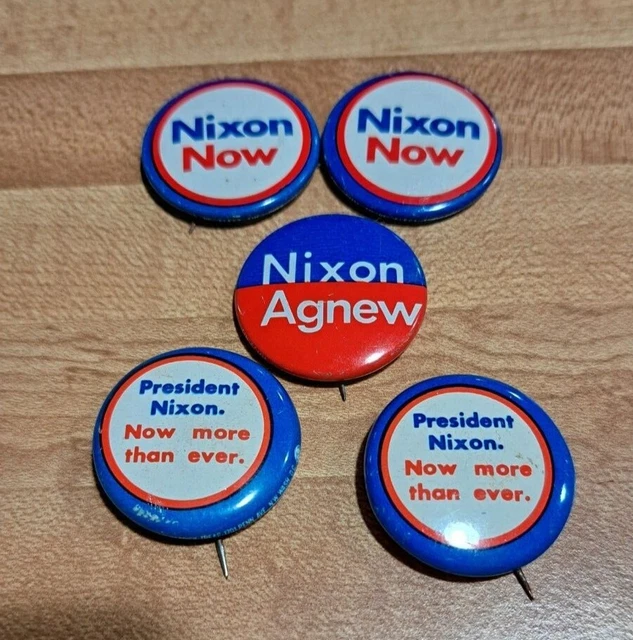 Nixon
Now
Nixon
Now
Nixon
Agnew
President
Nixon.
Now more
than ever.
President
Nixon.
Now more
than ever.